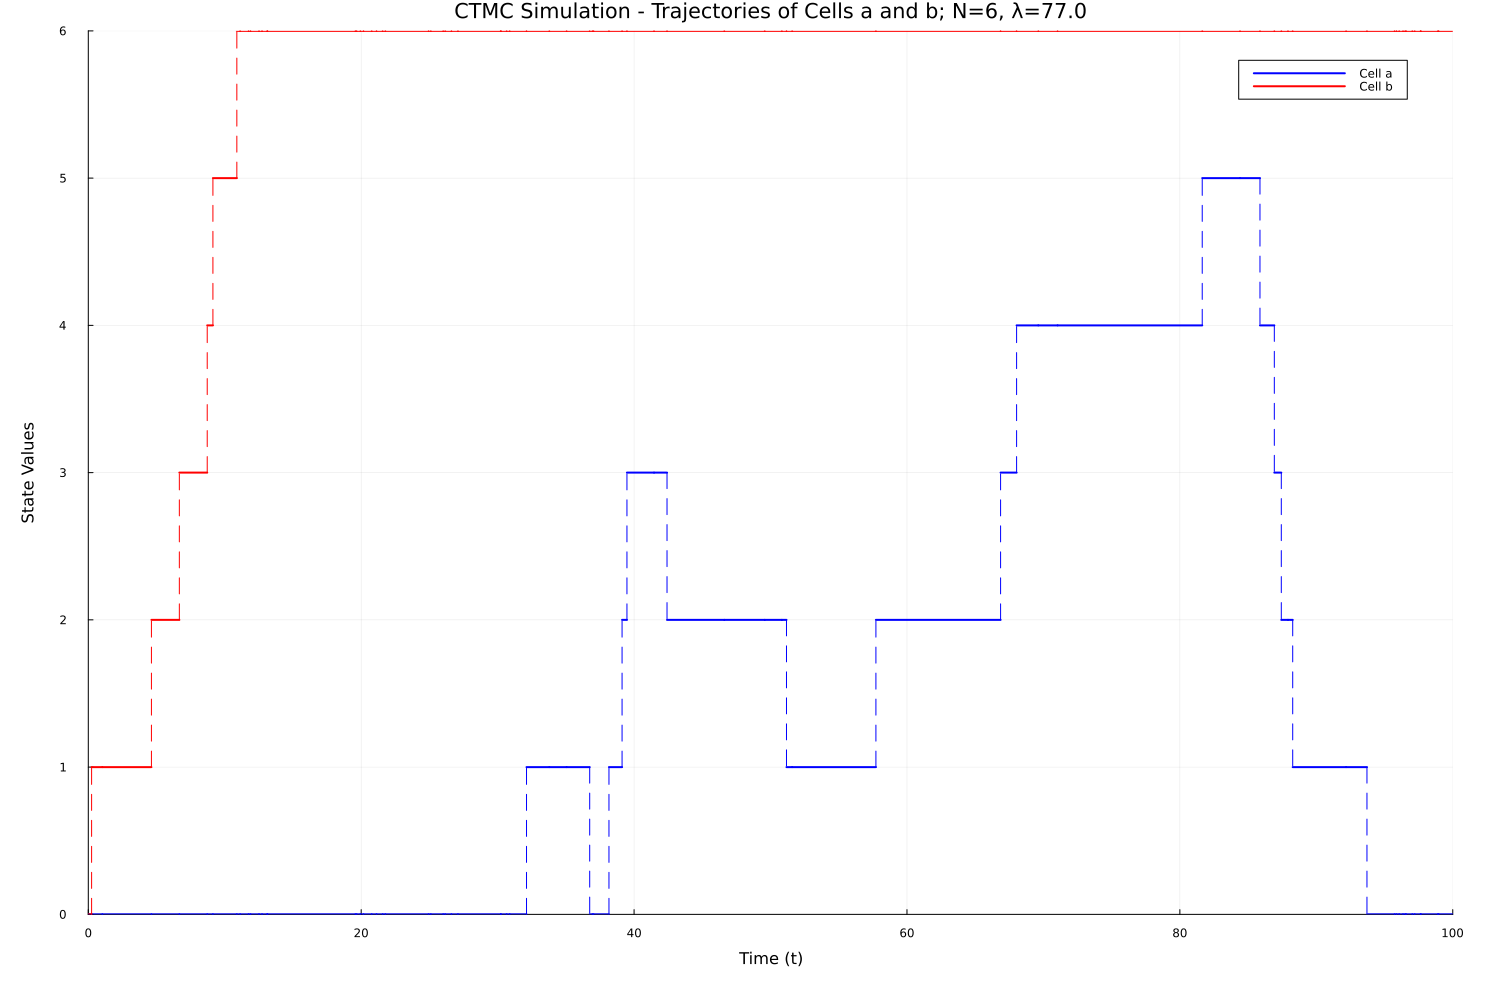 CTMC Simulation - Trajectories of Cells a and b; N=6, λ=77.0
6
5
4
3
2
1
0
State Values
Cell a
Cell b
0 20 40 60 80 100
Time (t)